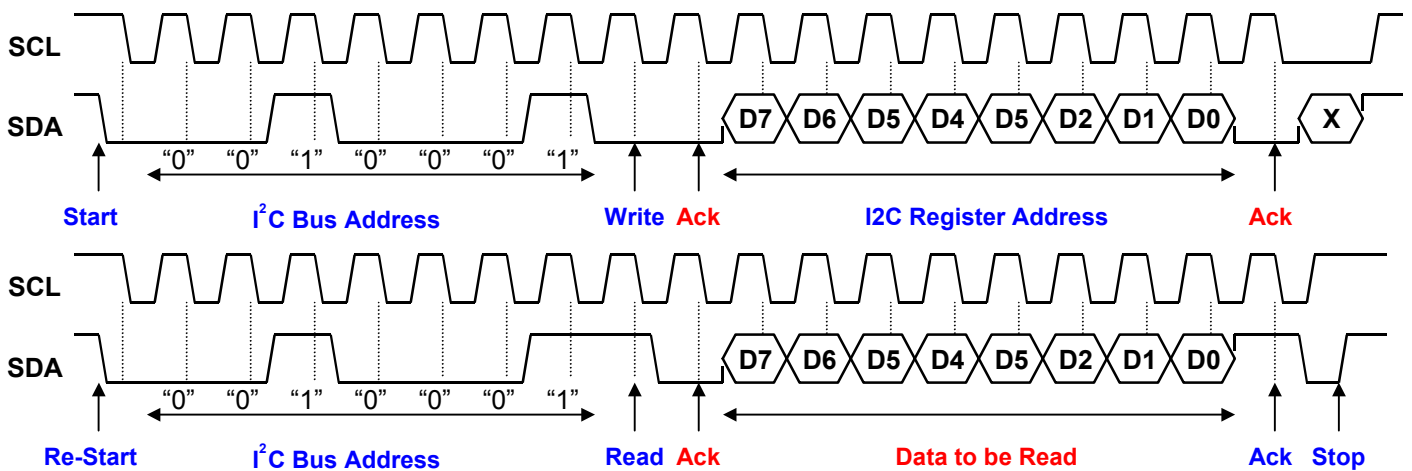 SCL
SDA D7 D6 D5 D4 D5 D2 D1 D0 X
“0” “0” “1” “0” “0” “0” “1”
Start I²C Bus Address Write Ack I2C Register Address Ack
SCL
SDA D7 D6 D5 D4 D5 D2 D1 D0
“0” “0” “1” “0” “0” “0” “1”
Re-Start I²C Bus Address Read Ack Data to be Read Ack Stop